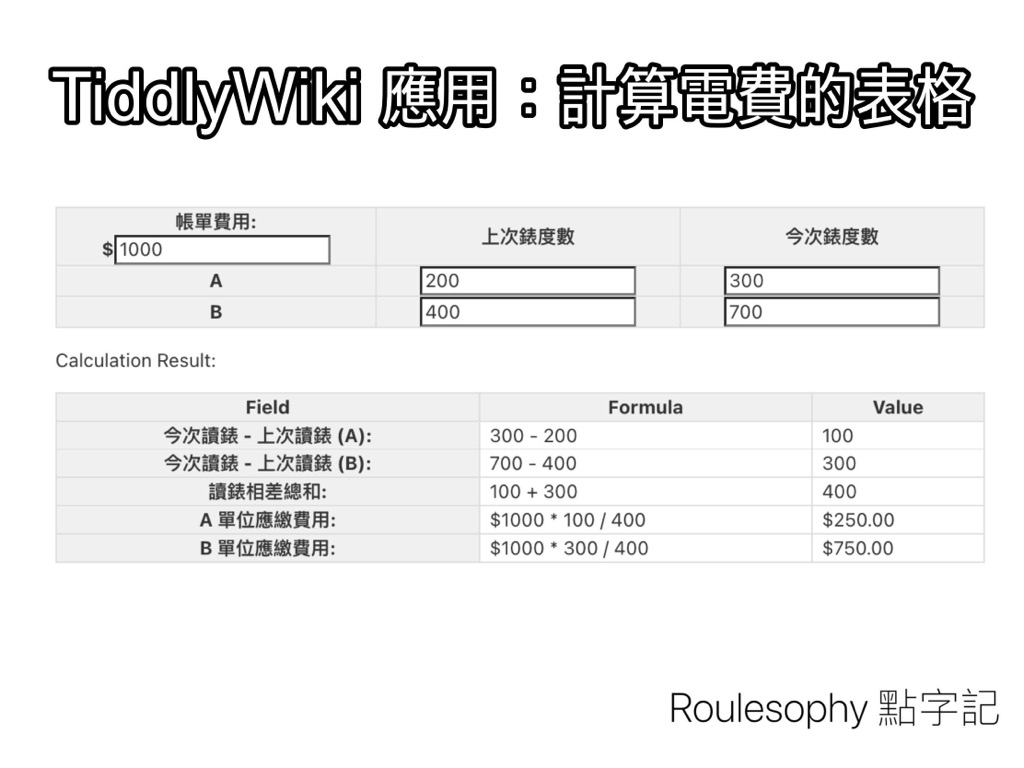 TiddlyWiki 應用：計算電費的表格
帳單費用:
$ 1000
上次錶度數
今次錶度數
A 200 300
B 400 700
Calculation Result:
Field Formula Value
今次讀錶 - 上次讀錶 (A): 300 - 200 100
今次讀錶 - 上次讀錶 (B): 700 - 400 300
讀錶相差總和: 100 + 300 400
A 單位應繳費用: $1000 * 100 / 400 $250.00
B 單位應繳費用: $1000 * 300 / 400 $750.00
Roulesophy 點字記